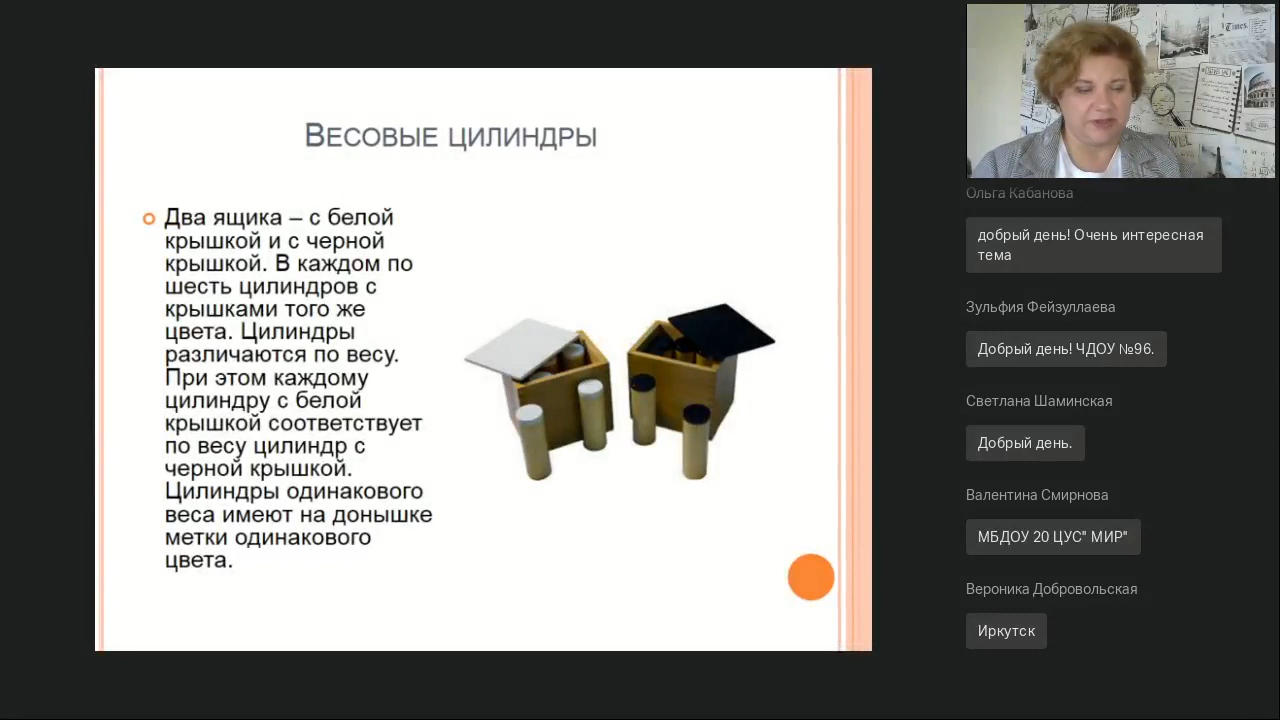 Весовые цилиндры
Два ящика – с белой
крышкой и с черной
крышкой. В каждом по
шесть цилиндров с
крышками того же
цвета. Цилиндры
различаются по весу.
При этом каждому
цилиндру с белой
крышкой соответствует
по весу цилиндр с
черной крышкой.
Цилиндры одинакового
веса имеют на донышке
метки одинакового
цвета.
Times
Ольга Кабанова
добрый день! Очень интересная
тема
Зульфия Фейзуллаева
Добрый день! ЧДОУ №96.
Светлана Шаминская
Добрый день.
Валентина Смирнова
МБДОУ 20 ЦУС" МИР"
Вероника Добровольская
Иркутск